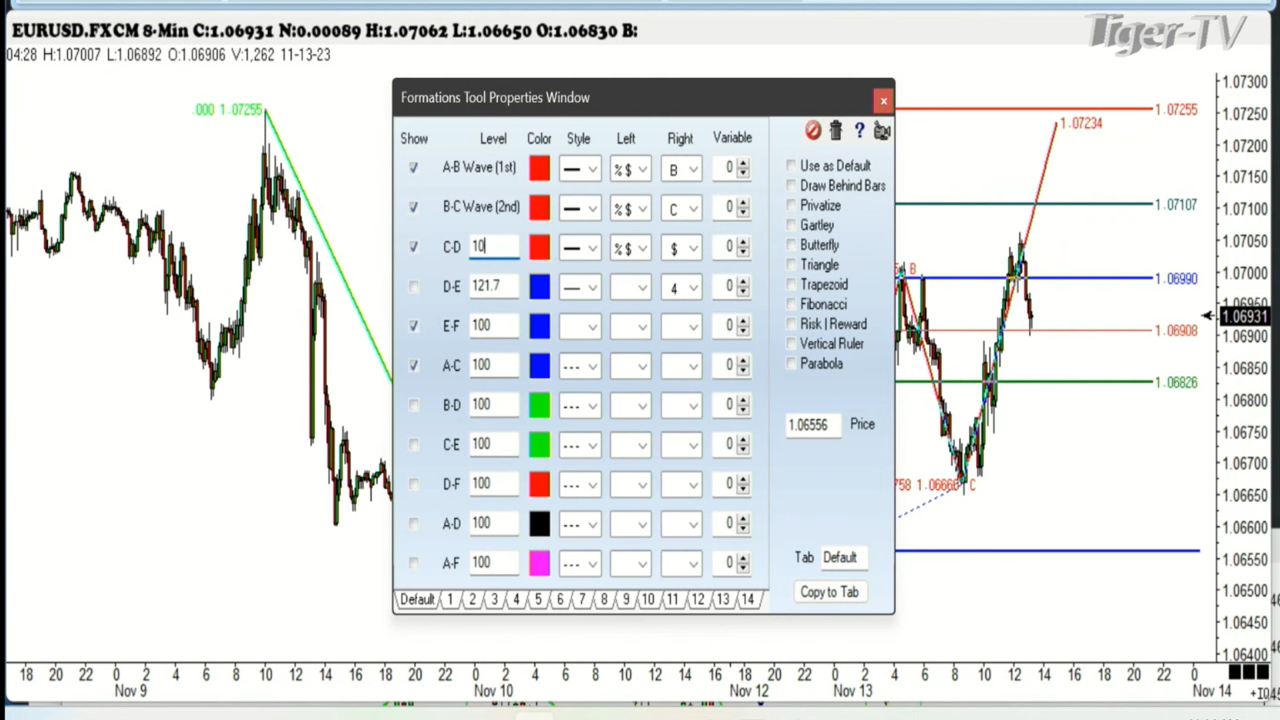 EURUSD.FXCM 8-Min C:1.06931 N:0.00089 H:1.07062 L:1.06650 O:1.06830 B:
04:28 H:1.07007 L:1.06892 O:1.06906 V:1,262 11-13-23
Tiger-TV
Formations Tool Properties Window
Show Level Color Style Left Right Variable
A-B Wave (1st) %$ B 0
B-C Wave (2nd) %$ C 0
C-D 10 %$ $ 0
D-E 121.7 4 0
E-F 100 0
A-C 100 0
B-D 100 0
C-E 100 0
D-F 100 0
A-D 100 0
A-F 100 0
Default 1 2 3 4 5 6 7 8 9 10 11 12 13 14
Use as Default
Draw Behind Bars
Privatize
Gartley
Butterfly
Triangle
Trapezoid
Fibonacci
Risk | Reward
Vertical Ruler
Parabola
1.06556 Price
Tab Default
Copy to Tab
.000 1.07255
1.07255
1.07234
1.07107
B
1.06990
1.06908
1.06826
758 1.06666 C
1.07300
1.07250
1.07200
1.07150
1.07100
1.07050
1.07000
1.06950
1.06931
1.06900
1.06850
1.06800
1.06750
1.06700
1.06650
1.06600
1.06550
1.06500
1.06450
1.06400
18 20 22 0 2 4 6 8 10 12 14 16 18 20 22 0 2 4 6 8 10 12 14 16 18 20 22 0 2 4 6 8 10 12 14 16 18 20 22 0
Nov 9 Nov 10 Nov 12 Nov 13 Nov 14